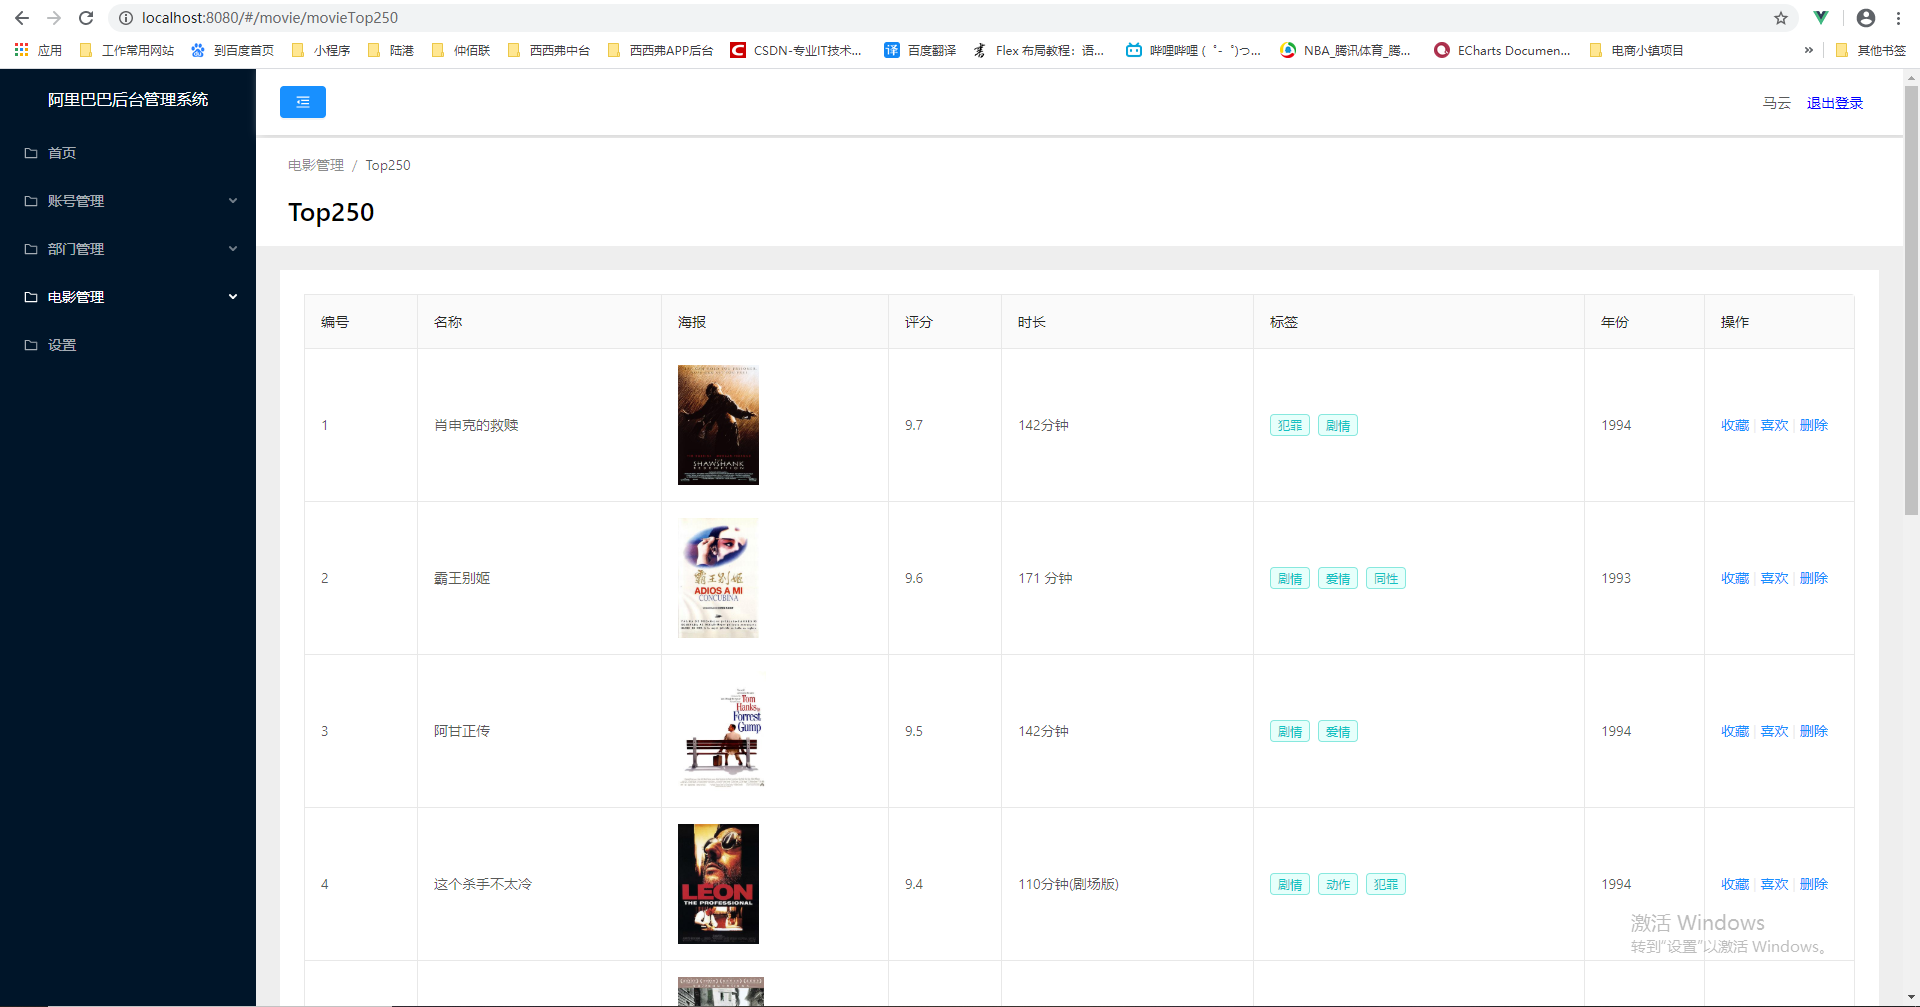 localhost:8080/#/movie/movieTop250
应用 工作常用网站 到百度首页 小程序 陆港 仲佰联 西西弗中台 西西弗APP后台 CSDN-专业IT技术... 百度翻译 Flex 布局教程：语... 哔哩哔哩 (゜-゜)つ... NBA_腾讯体育_腾... ECharts Documen... 电商小镇项目 » 其他书签
阿里巴巴后台管理系统
马云 退出登录
首页
账号管理
部门管理
电影管理
设置
电影管理 / Top250
Top250
编号 名称 海报 评分 时长 标签 年份 操作
SHAWSHANK
REDEMPTION
1 肖申克的救赎 9.7 142分钟 犯罪 剧情 1994 收藏 喜欢 删除
霸王别姬
ADIOS A MI
CONCUBINA
2 霸王别姬 9.6 171 分钟 剧情 爱情 同性 1993 收藏 喜欢 删除
Tom
Hanks
Forrest
Gump
3 阿甘正传 9.5 142分钟 剧情 爱情 1994 收藏 喜欢 删除
LEON
THE PROFESSIONAL
4 这个杀手不太冷 9.4 110分钟(剧场版) 剧情 动作 犯罪 1994 收藏 喜欢 删除
激活 Windows
转到"设置"以激活 Windows。